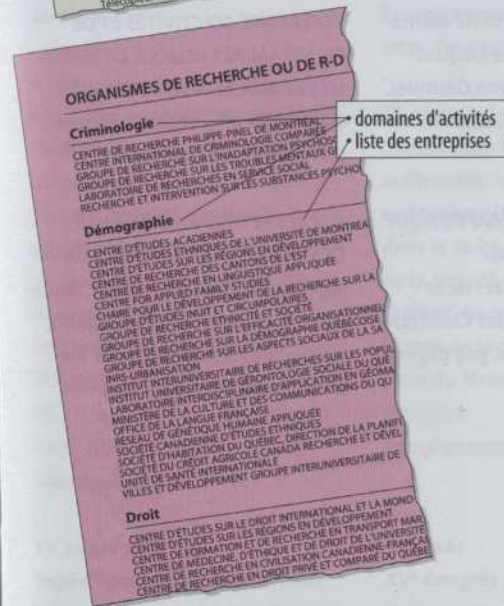 ORGANISMES DE RECHERCHE OU DE R-D
Criminologie
CENTRE DE RECHERCHE PHILIPPE-PINEL DE MONTRÉAL
CENTRE INTERNATIONAL DE CRIMINOLOGIE COMPARÉE
GROUPE DE RECHERCHE SUR L'INADAPTATION PSYCHOSO
GROUPE DE RECHERCHE SUR LES TROUBLES MENTAUX G
LABORATOIRE DE RECHERCHES EN SERVICE SOCIAL
RECHERCHE ET INTERVENTION SUR LES SUBSTANCES PSYCHO
• domaines d'activités
• liste des entreprises
Démographie
CENTRE D'ÉTUDES ACADIENNES
CENTRE D'ÉTUDES ETHNIQUES DE L'UNIVERSITÉ DE MONTRÉA
CENTRE D'ÉTUDES SUR LES RÉGIONS EN DÉVELOPPEMENT
CENTRE DE RECHERCHE DES CANTONS DE L'EST
CENTRE DE RECHERCHE EN LINGUISTIQUE APPLIQUÉE
CENTRE FOR APPLIED FAMILY STUDIES
CHAIRE POUR LE DÉVELOPPEMENT DE LA RECHERCHE SUR LA
GROUPE D'ÉTUDES INUIT ET CIRCUMPOLAIRES
GROUPE DE RECHERCHE ETHNICITÉ ET SOCIÉTÉ
GROUPE DE RECHERCHE SUR L'EFFICACITÉ ORGANISATIONNEL
GROUPE DE RECHERCHE SUR LA DÉMOGRAPHIE QUÉBÉCOISE
GROUPE DE RECHERCHE SUR LES ASPECTS SOCIAUX DE LA SA
INRS-URBANISATION
INSTITUT INTERUNIVERSITAIRE DE RECHERCHES SUR LES POPUL
INSTITUT UNIVERSITAIRE DE GÉRONTOLOGIE SOCIALE DU QUÉ
LABORATOIRE INTERDISCIPLINAIRE D'APPLICATION EN GÉOMA
MINISTÈRE DE LA CULTURE ET DES COMMUNICATIONS DU QU
OFFICE DE LA LANGUE FRANÇAISE
RÉSEAU DE GÉNÉTIQUE HUMAINE APPLIQUÉE
SOCIÉTÉ CANADIENNE D'ÉTUDES ETHNIQUES
SOCIÉTÉ D'HABITATION DU QUÉBEC, DIRECTION DE LA PLANIFI
SOCIÉTÉ DU CRÉDIT AGRICOLE CANADA RECHERCHE ET DÉVEL
UNITÉ DE SANTÉ INTERNATIONALE
VILLES ET DÉVELOPPEMENT GROUPE INTERUNIVERSITAIRE DE
Droit
CENTRE D'ÉTUDES SUR LE DROIT INTERNATIONAL ET LA MOND
CENTRE D'ÉTUDES SUR LES RÉGIONS EN DÉVELOPPEMENT
CENTRE DE FORMATION ET DE RECHERCHE EN TRANSPORT MAR
CENTRE DE MÉDECINE, D'ÉTHIQUE ET DE DROIT DE L'UNIVERSITÉ
CENTRE DE RECHERCHE EN CIVILISATION CANADIENNE-FRANÇAI
CENTRE DE RECHERCHE EN DROIT PRIVÉ ET COMPARÉ DU QUÉBE